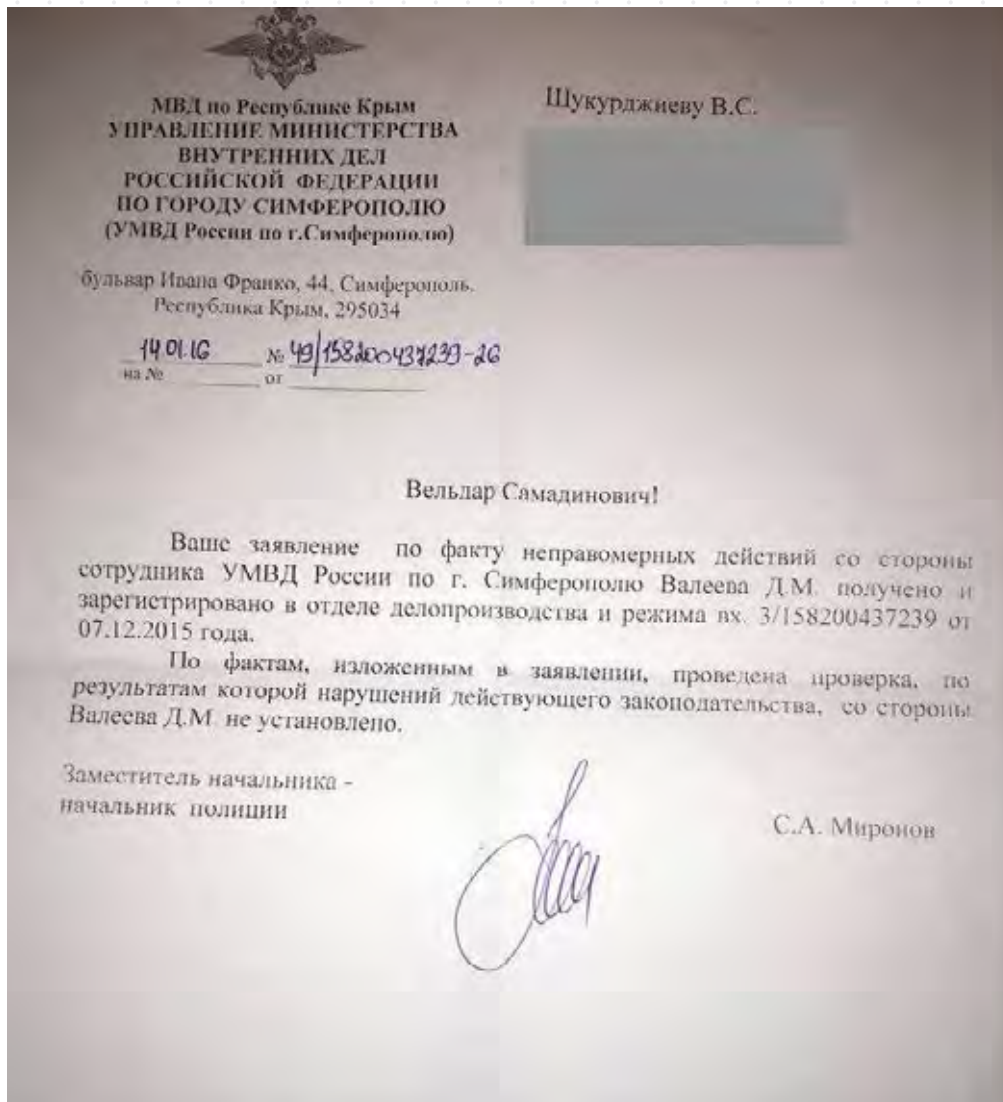 МВД по Республике Крым
УПРАВЛЕНИЕ МИНИСТЕРСТВА
ВНУТРЕННИХ ДЕЛ
РОССИЙСКОЙ ФЕДЕРАЦИИ
ПО ГОРОДУ СИМФЕРОПОЛЮ
(УМВД России по г.Симферополю)
бульвар Ивана Франко, 44, Симферополь,
Республика Крым, 295034
14.01.16 № 49/158200437239-26
на № от
Щукурджиеву В.С.
Вельдар Самадинович!
Ваше заявление по факту неправомерных действий со стороны
сотрудника УМВД России по г. Симферополю Валеева Д.М. получено и
зарегистрировано в отделе делопроизводства и режима вх. 3/158200437239 от
07.12.2015 года.
По фактам, изложенным в заявлении, проведена проверка, по
результатам которой нарушений действующего законодательства, со стороны
Валеева Д.М. не установлено.
Заместитель начальника -
начальник полиции
С.А. Миронов